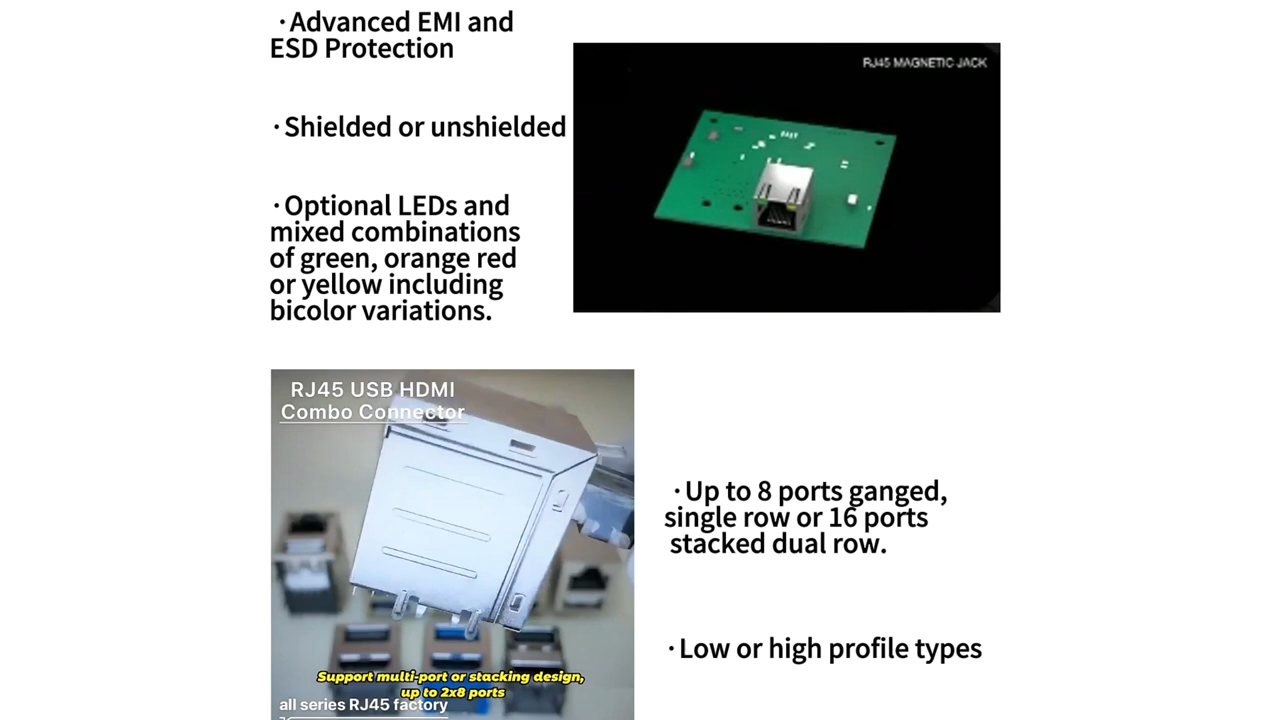 ·Advanced EMI and
ESD Protection
·Shielded or unshielded
·Optional LEDs and
mixed combinations
of green, orange red
or yellow including
bicolor variations.
RJ45 MAGNETIC JACK
RJ45 USB HDMI
Combo Connector
Support multi-port or stacking design,
up to 2x8 ports
all series RJ45 factory
·Up to 8 ports ganged,
single row or 16 ports
stacked dual row.
·Low or high profile types